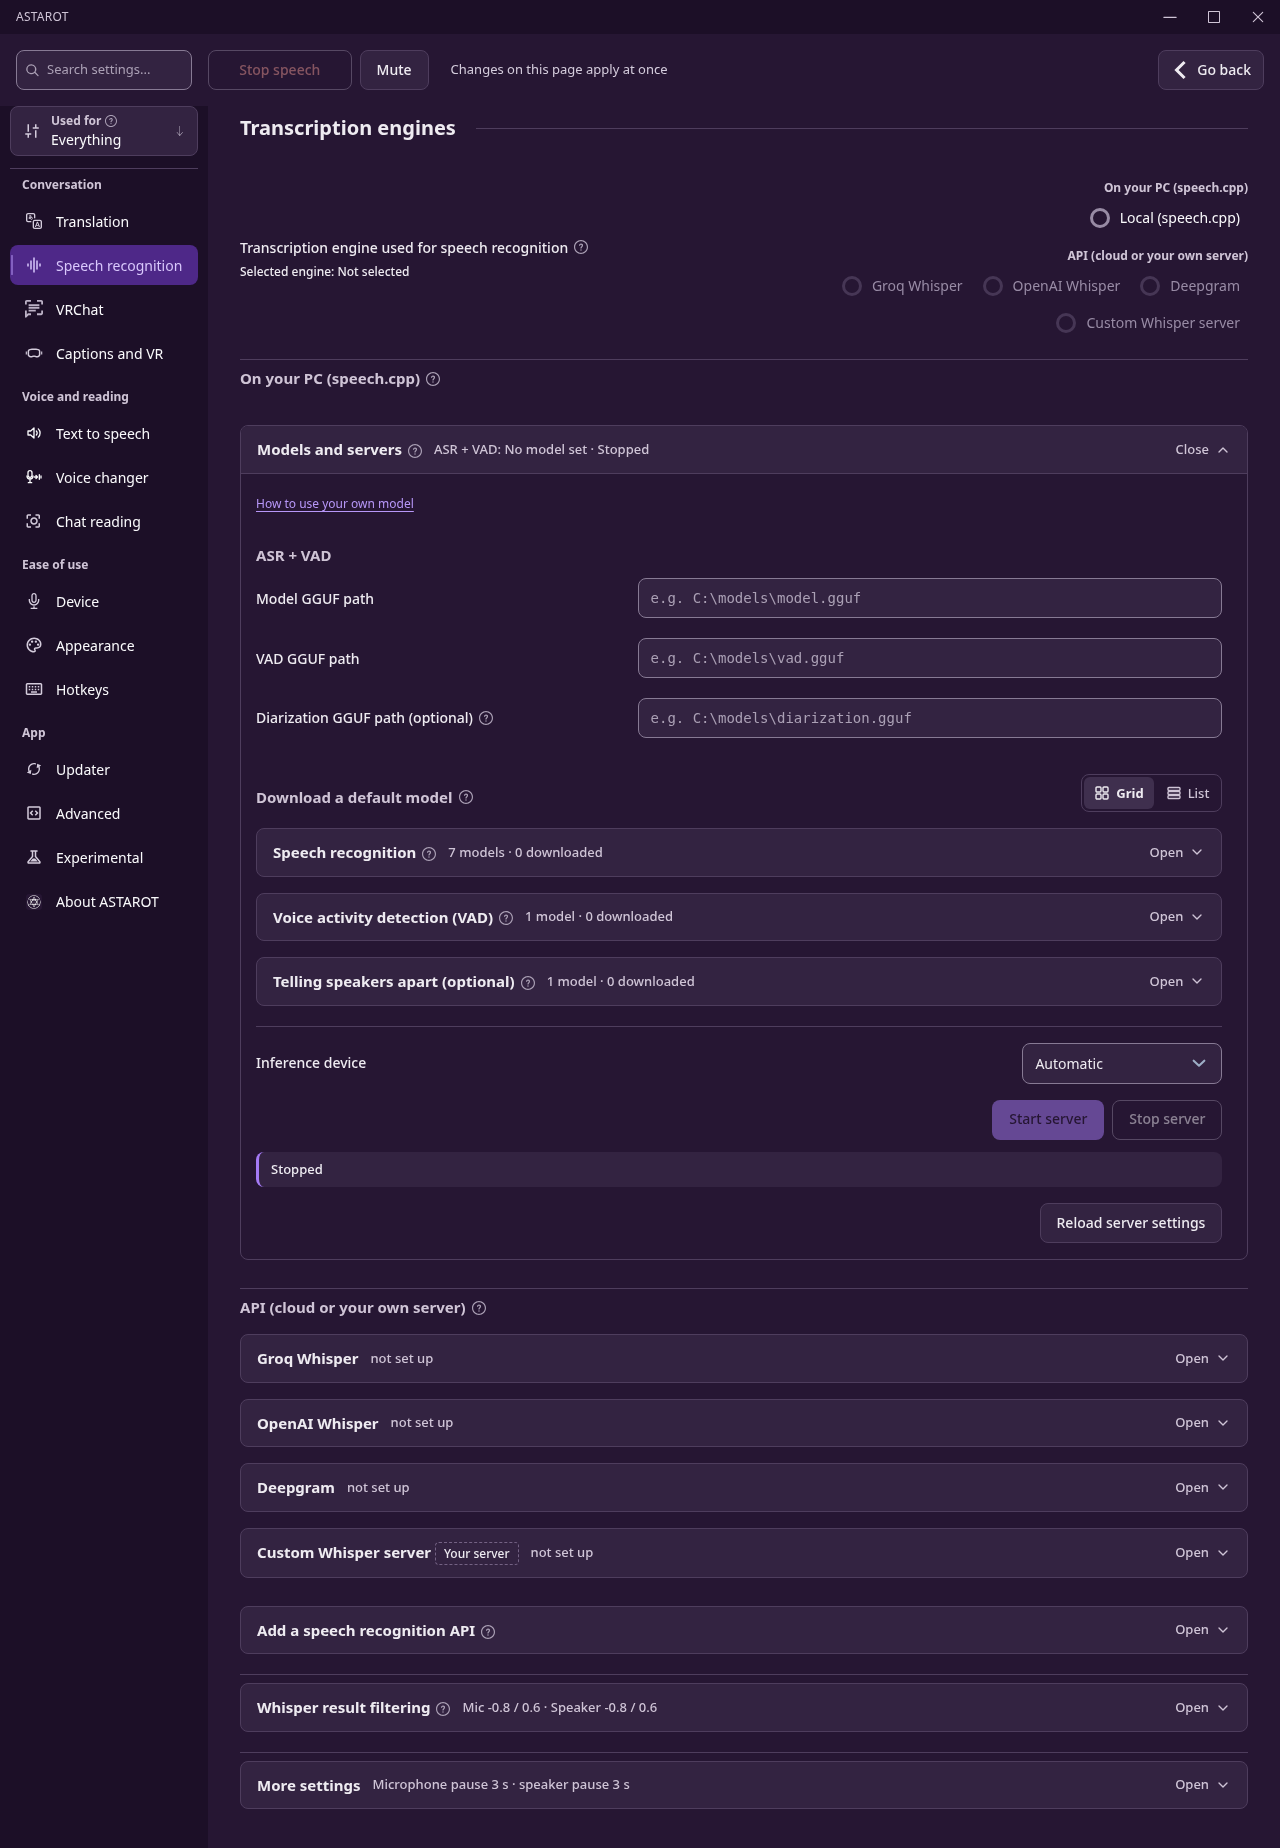 ASTAROT
Search settings...
Stop speech
Mute
Changes on this page apply at once
Go back
Used for
Everything
Conversation
Translation
Speech recognition
VRChat
Captions and VR
Voice and reading
Text to speech
Voice changer
Chat reading
Ease of use
Device
Appearance
Hotkeys
App
Updater
Advanced
Experimental
About ASTAROT
Transcription engines
On your PC (speech.cpp)
Local (speech.cpp)
Transcription engine used for speech recognition
Selected engine: Not selected
API (cloud or your own server)
Groq Whisper OpenAI Whisper Deepgram
Custom Whisper server
On your PC (speech.cpp)
Models and servers ASR + VAD: No model set · Stopped Close
How to use your own model
ASR + VAD
Model GGUF path e.g. C:\models\model.gguf
VAD GGUF path e.g. C:\models\vad.gguf
Diarization GGUF path (optional) e.g. C:\models\diarization.gguf
Download a default model Grid List
Speech recognition 7 models · 0 downloaded Open
Voice activity detection (VAD) 1 model · 0 downloaded Open
Telling speakers apart (optional) 1 model · 0 downloaded Open
Inference device Automatic
Start server Stop server
Stopped
Reload server settings
API (cloud or your own server)
Groq Whisper not set up Open
OpenAI Whisper not set up Open
Deepgram not set up Open
Custom Whisper server Your server not set up Open
Add a speech recognition API Open
Whisper result filtering Mic -0.8 / 0.6 · Speaker -0.8 / 0.6 Open
More settings Microphone pause 3 s · speaker pause 3 s Open